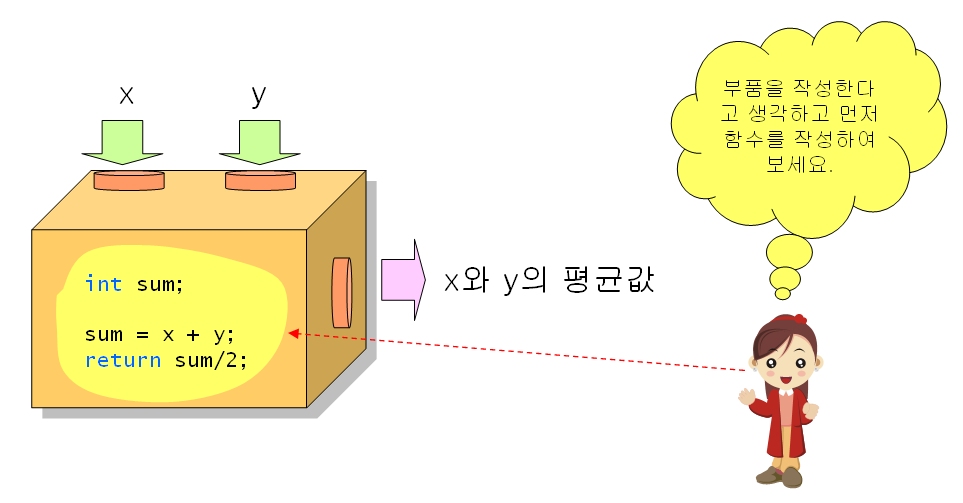 x
y
int sum;
sum = x + y;
return sum/2;
x와 y의 평균값
부품을 작성한다
고 생각하고 먼저
함수를 작성하여
보세요.